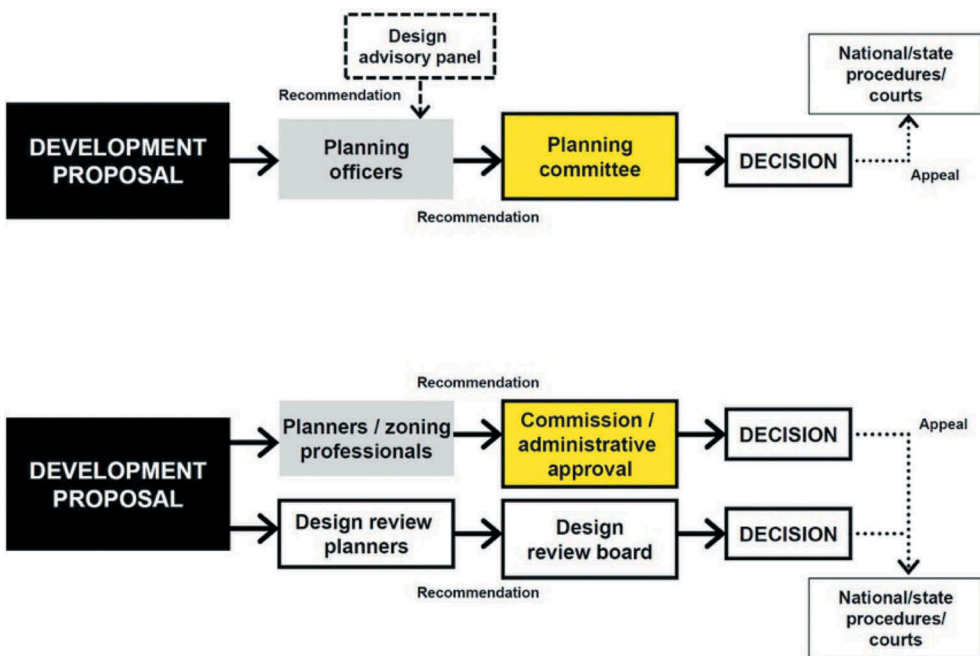 Design
advisory panel
National/state
procedures/
courts
Recommendation
DEVELOPMENT
PROPOSAL
Planning
officers
Planning
committee
DECISION
Appeal
Recommendation
Recommendation
DEVELOPMENT
PROPOSAL
Planners / zoning
professionals
Commission /
administrative
approval
DECISION
Appeal
Design review
planners
Design
review board
DECISION
Recommendation
National/state
procedures/
courts